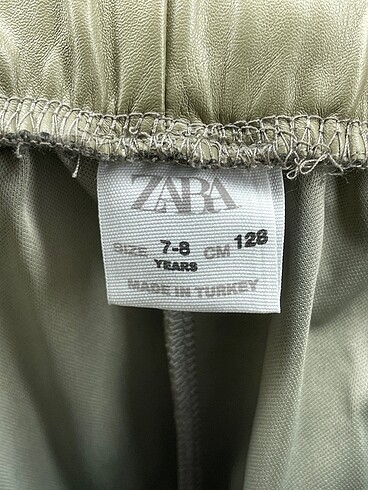 ZARA
SIZE 7-8 CM 128
YEARS
MADE IN TURKEY